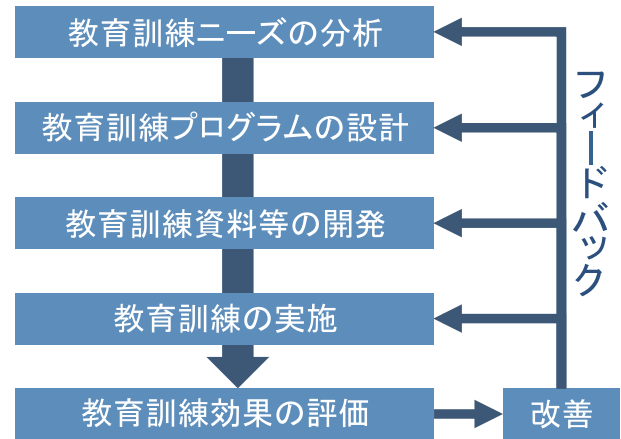 教育訓練ニーズの分析
教育訓練プログラムの設計
教育訓練資料等の開発
教育訓練の実施
教育訓練効果の評価
改善
フィードバック